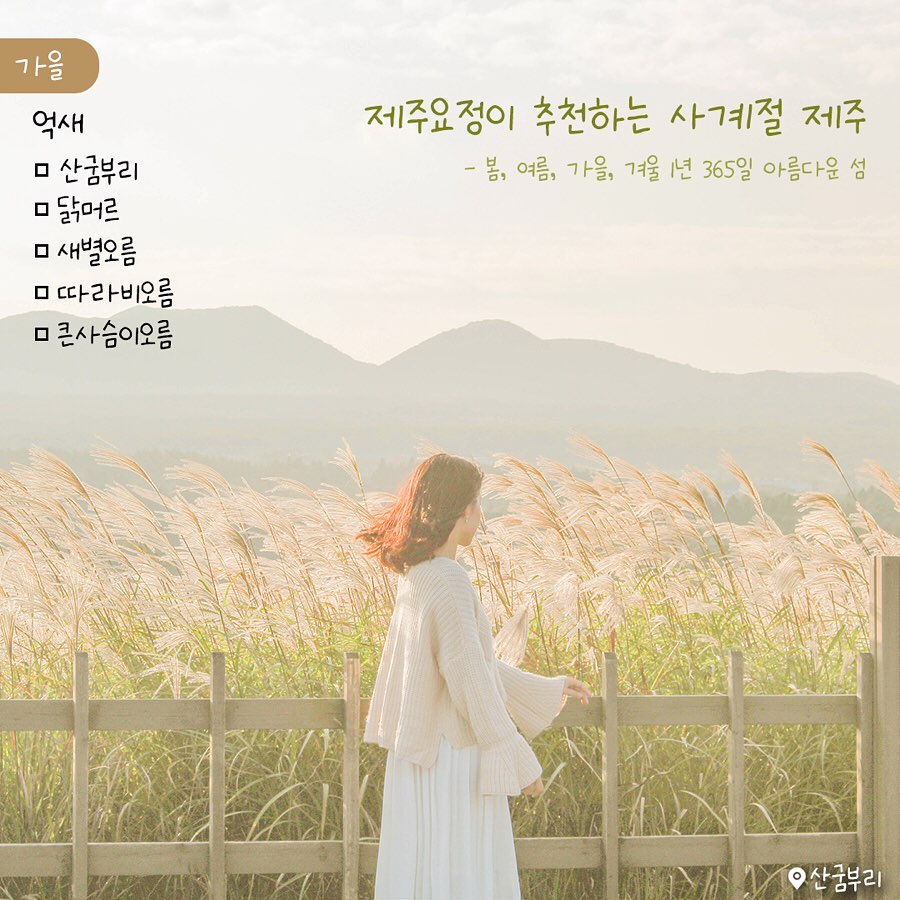 가을
제주요정이 추천하는 사계절 제주
- 봄, 여름, 가을, 겨울 1년 365일 아름다운 섬
억새
산굼부리
닭머르
새별오름
따라비오름
큰사슴이오름
산굼부리